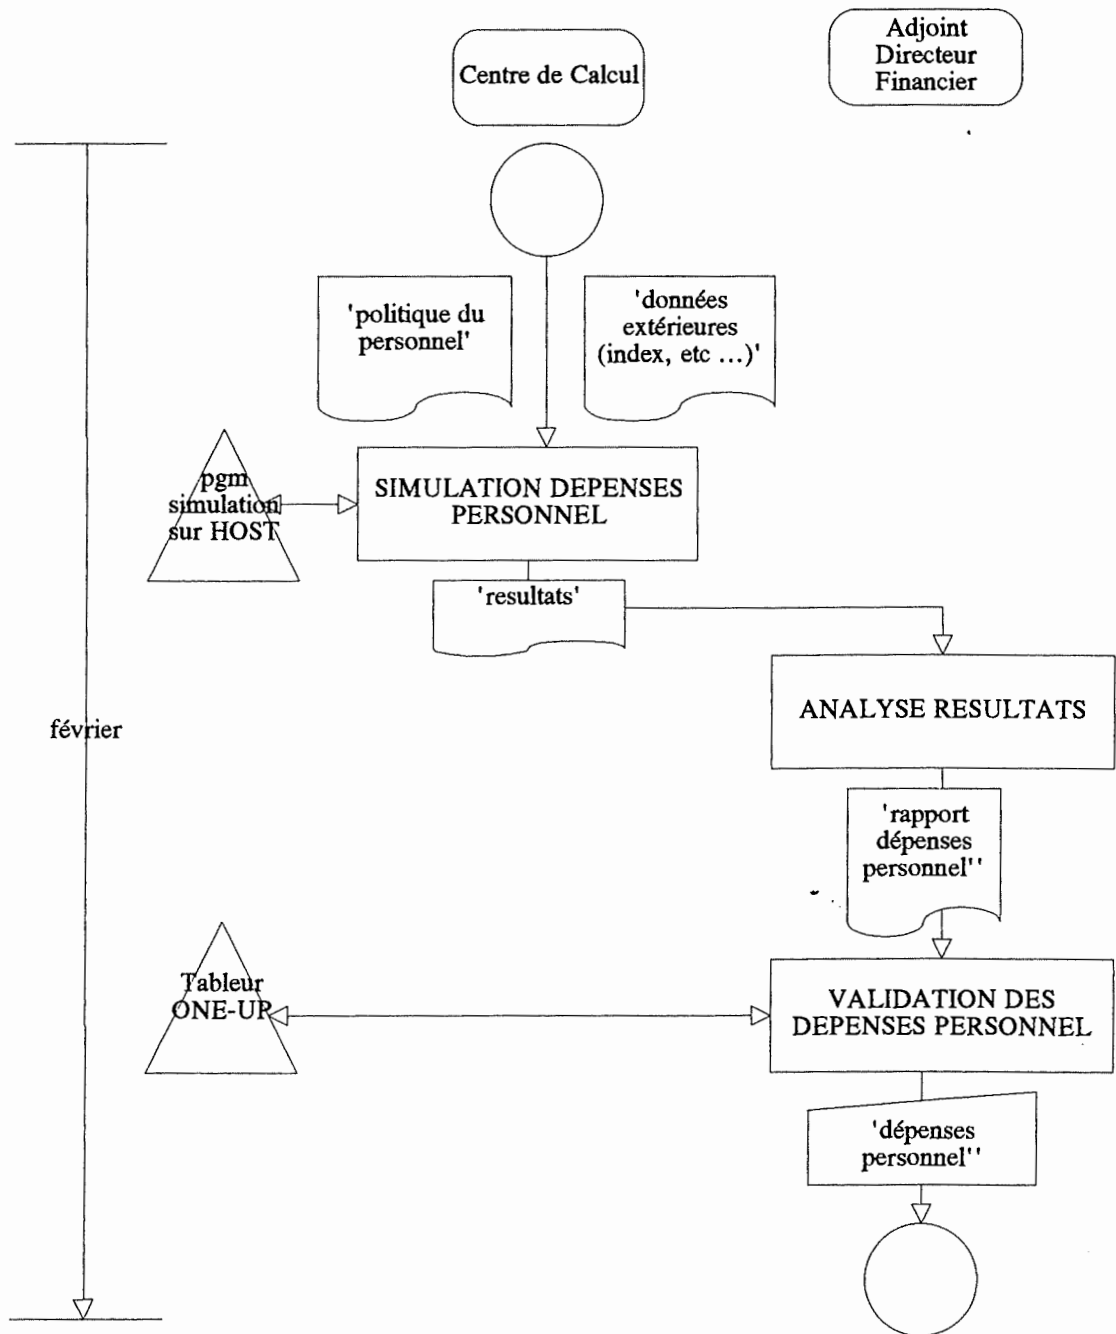 Centre de Calcul
Adjoint
Directeur
Financier
'politique du
personnel'
'données
extérieures
(index, etc ...)'
pgm
simulation
sur HOST
SIMULATION DEPENSES
PERSONNEL
'resultats'
ANALYSE RESULTATS
février
'rapport
dépenses
personnel''
Tableur
ONE-UP
VALIDATION DES
DEPENSES PERSONNEL
'dépenses
personnel''